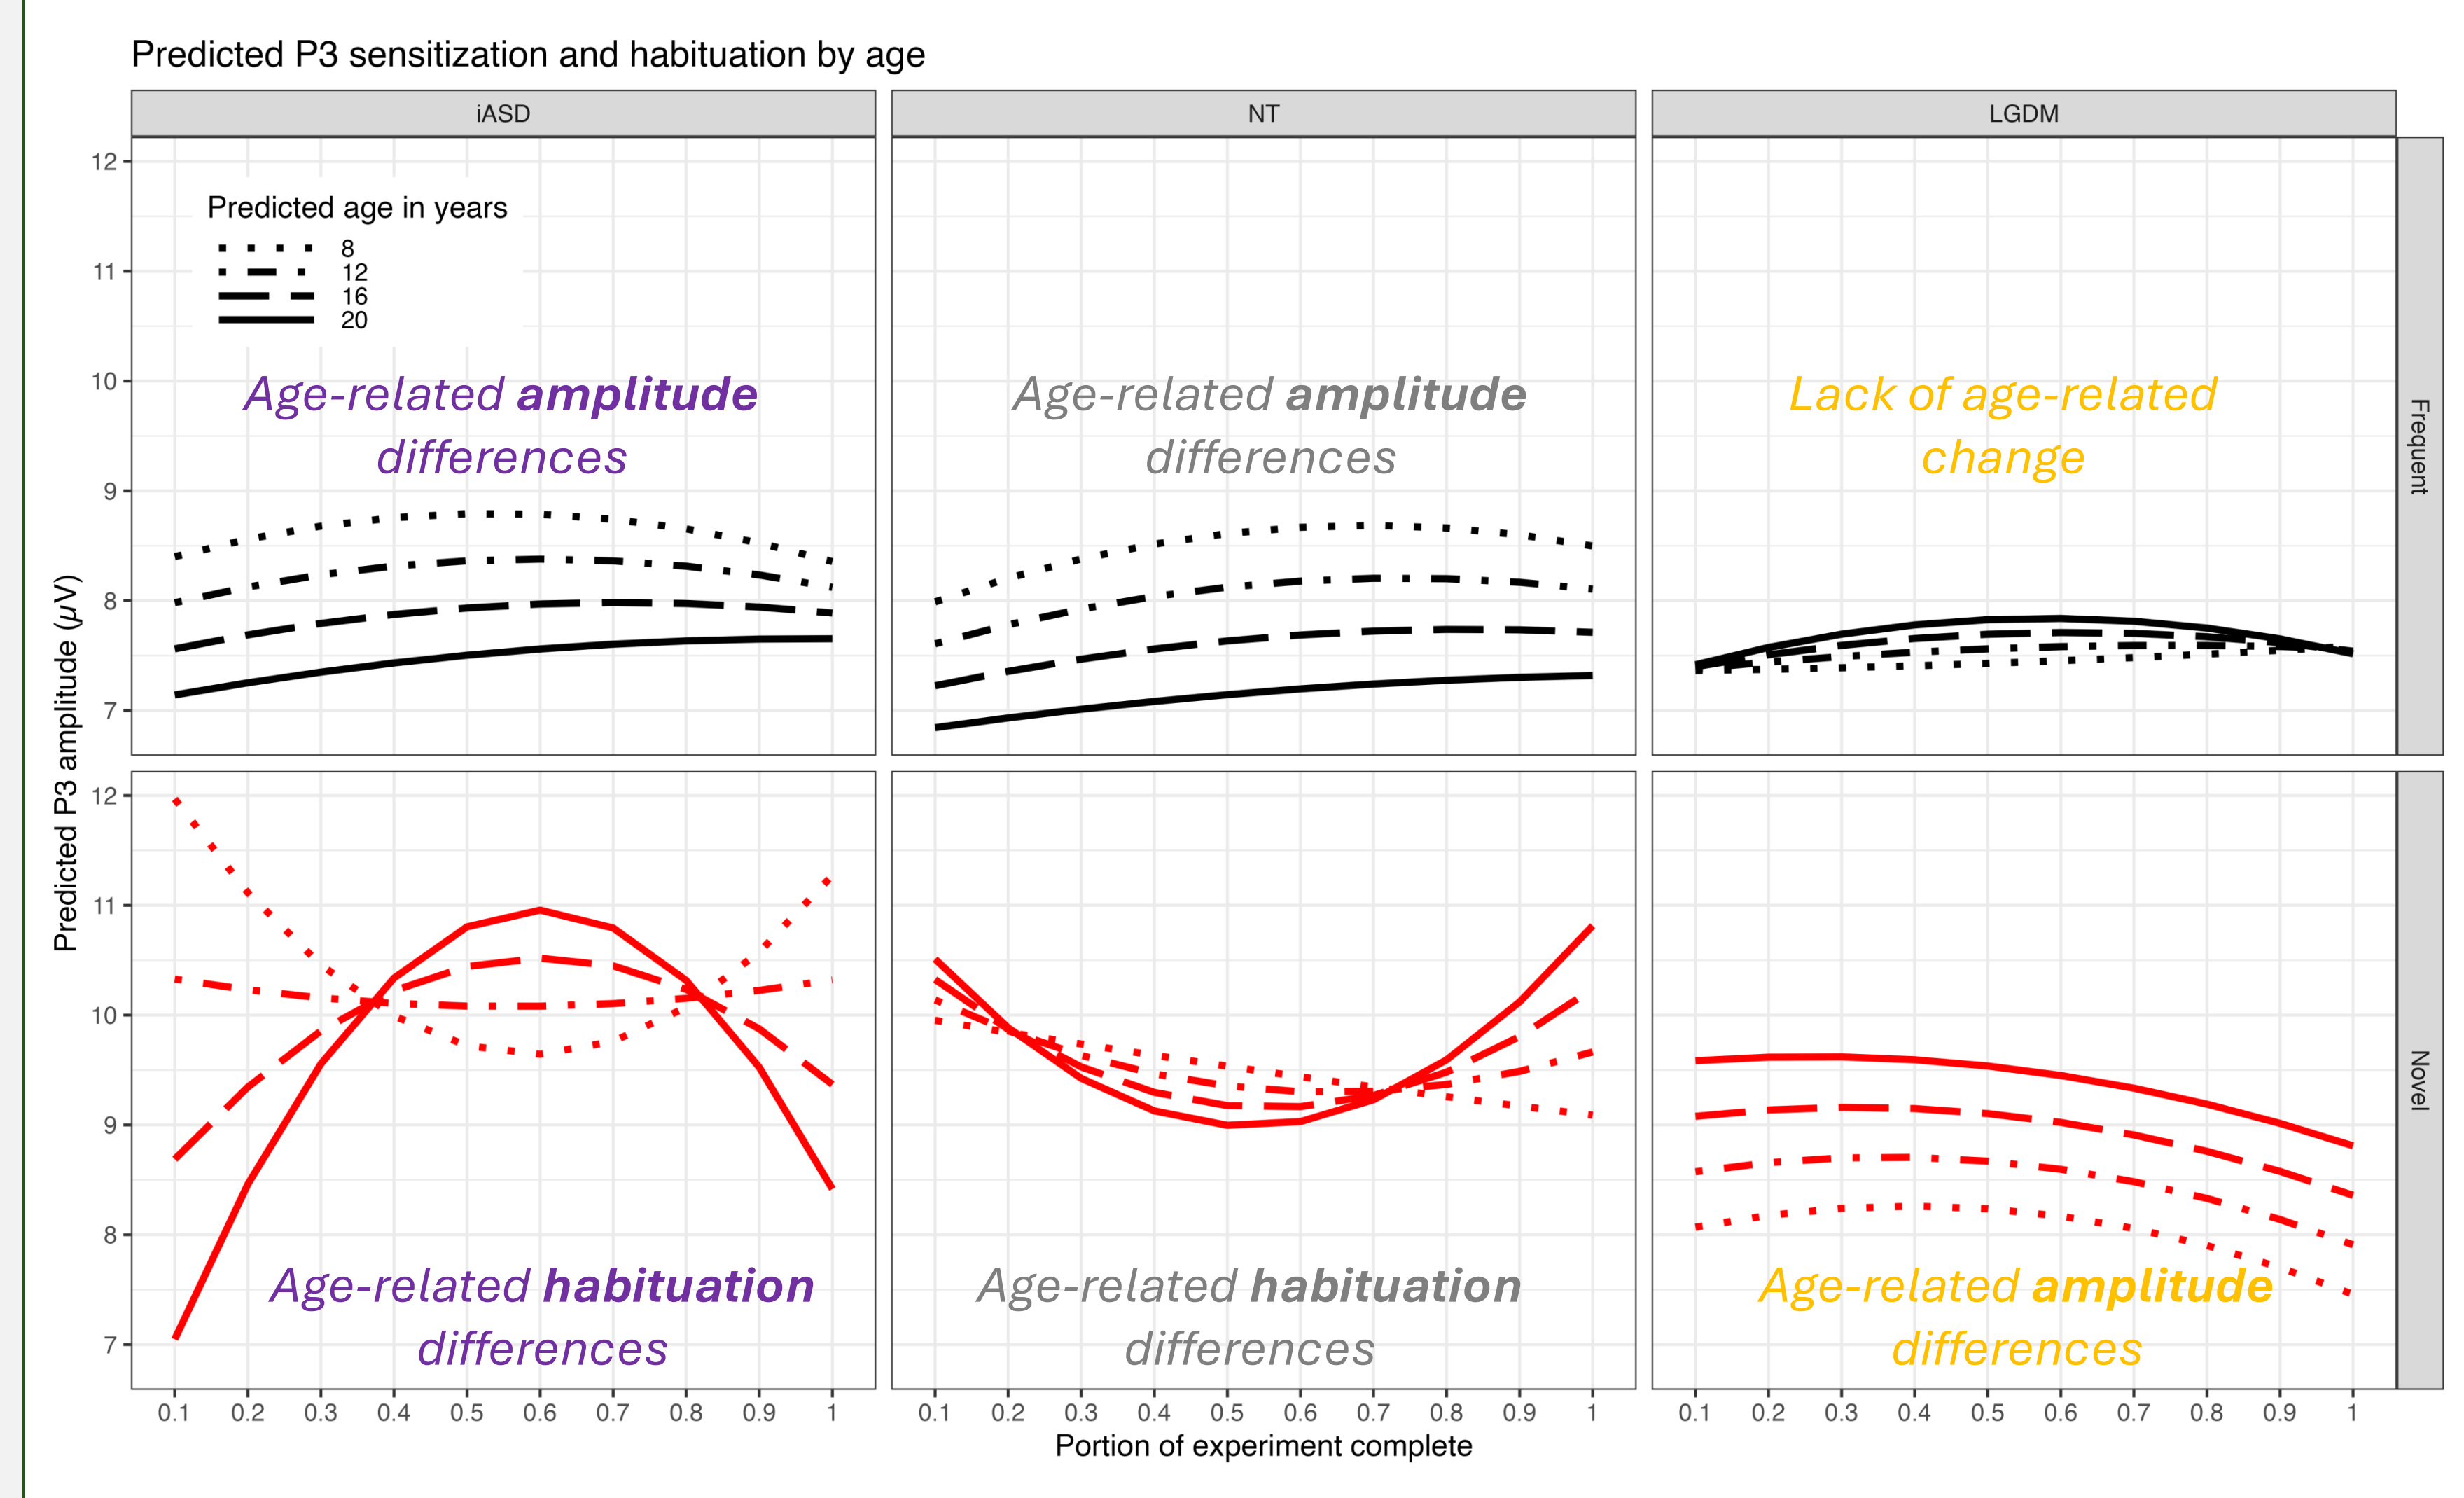 Predicted P3 sensitization and habituation by age
iASD
NT
LGDM
12
11
10
9
8
7
Predicted age in years
8
12
16
20
Age-related amplitude
differences
Age-related amplitude
differences
Lack of age-related
change
Frequent
Predicted P3 amplitude (μV)
12
11
10
9
8
7
Age-related habituation
differences
Age-related habituation
differences
Age-related amplitude
differences
Novel
0.1 0.2 0.3 0.4 0.5 0.6 0.7 0.8 0.9 1
0.1 0.2 0.3 0.4 0.5 0.6 0.7 0.8 0.9 1
0.1 0.2 0.3 0.4 0.5 0.6 0.7 0.8 0.9 1
Portion of experiment complete